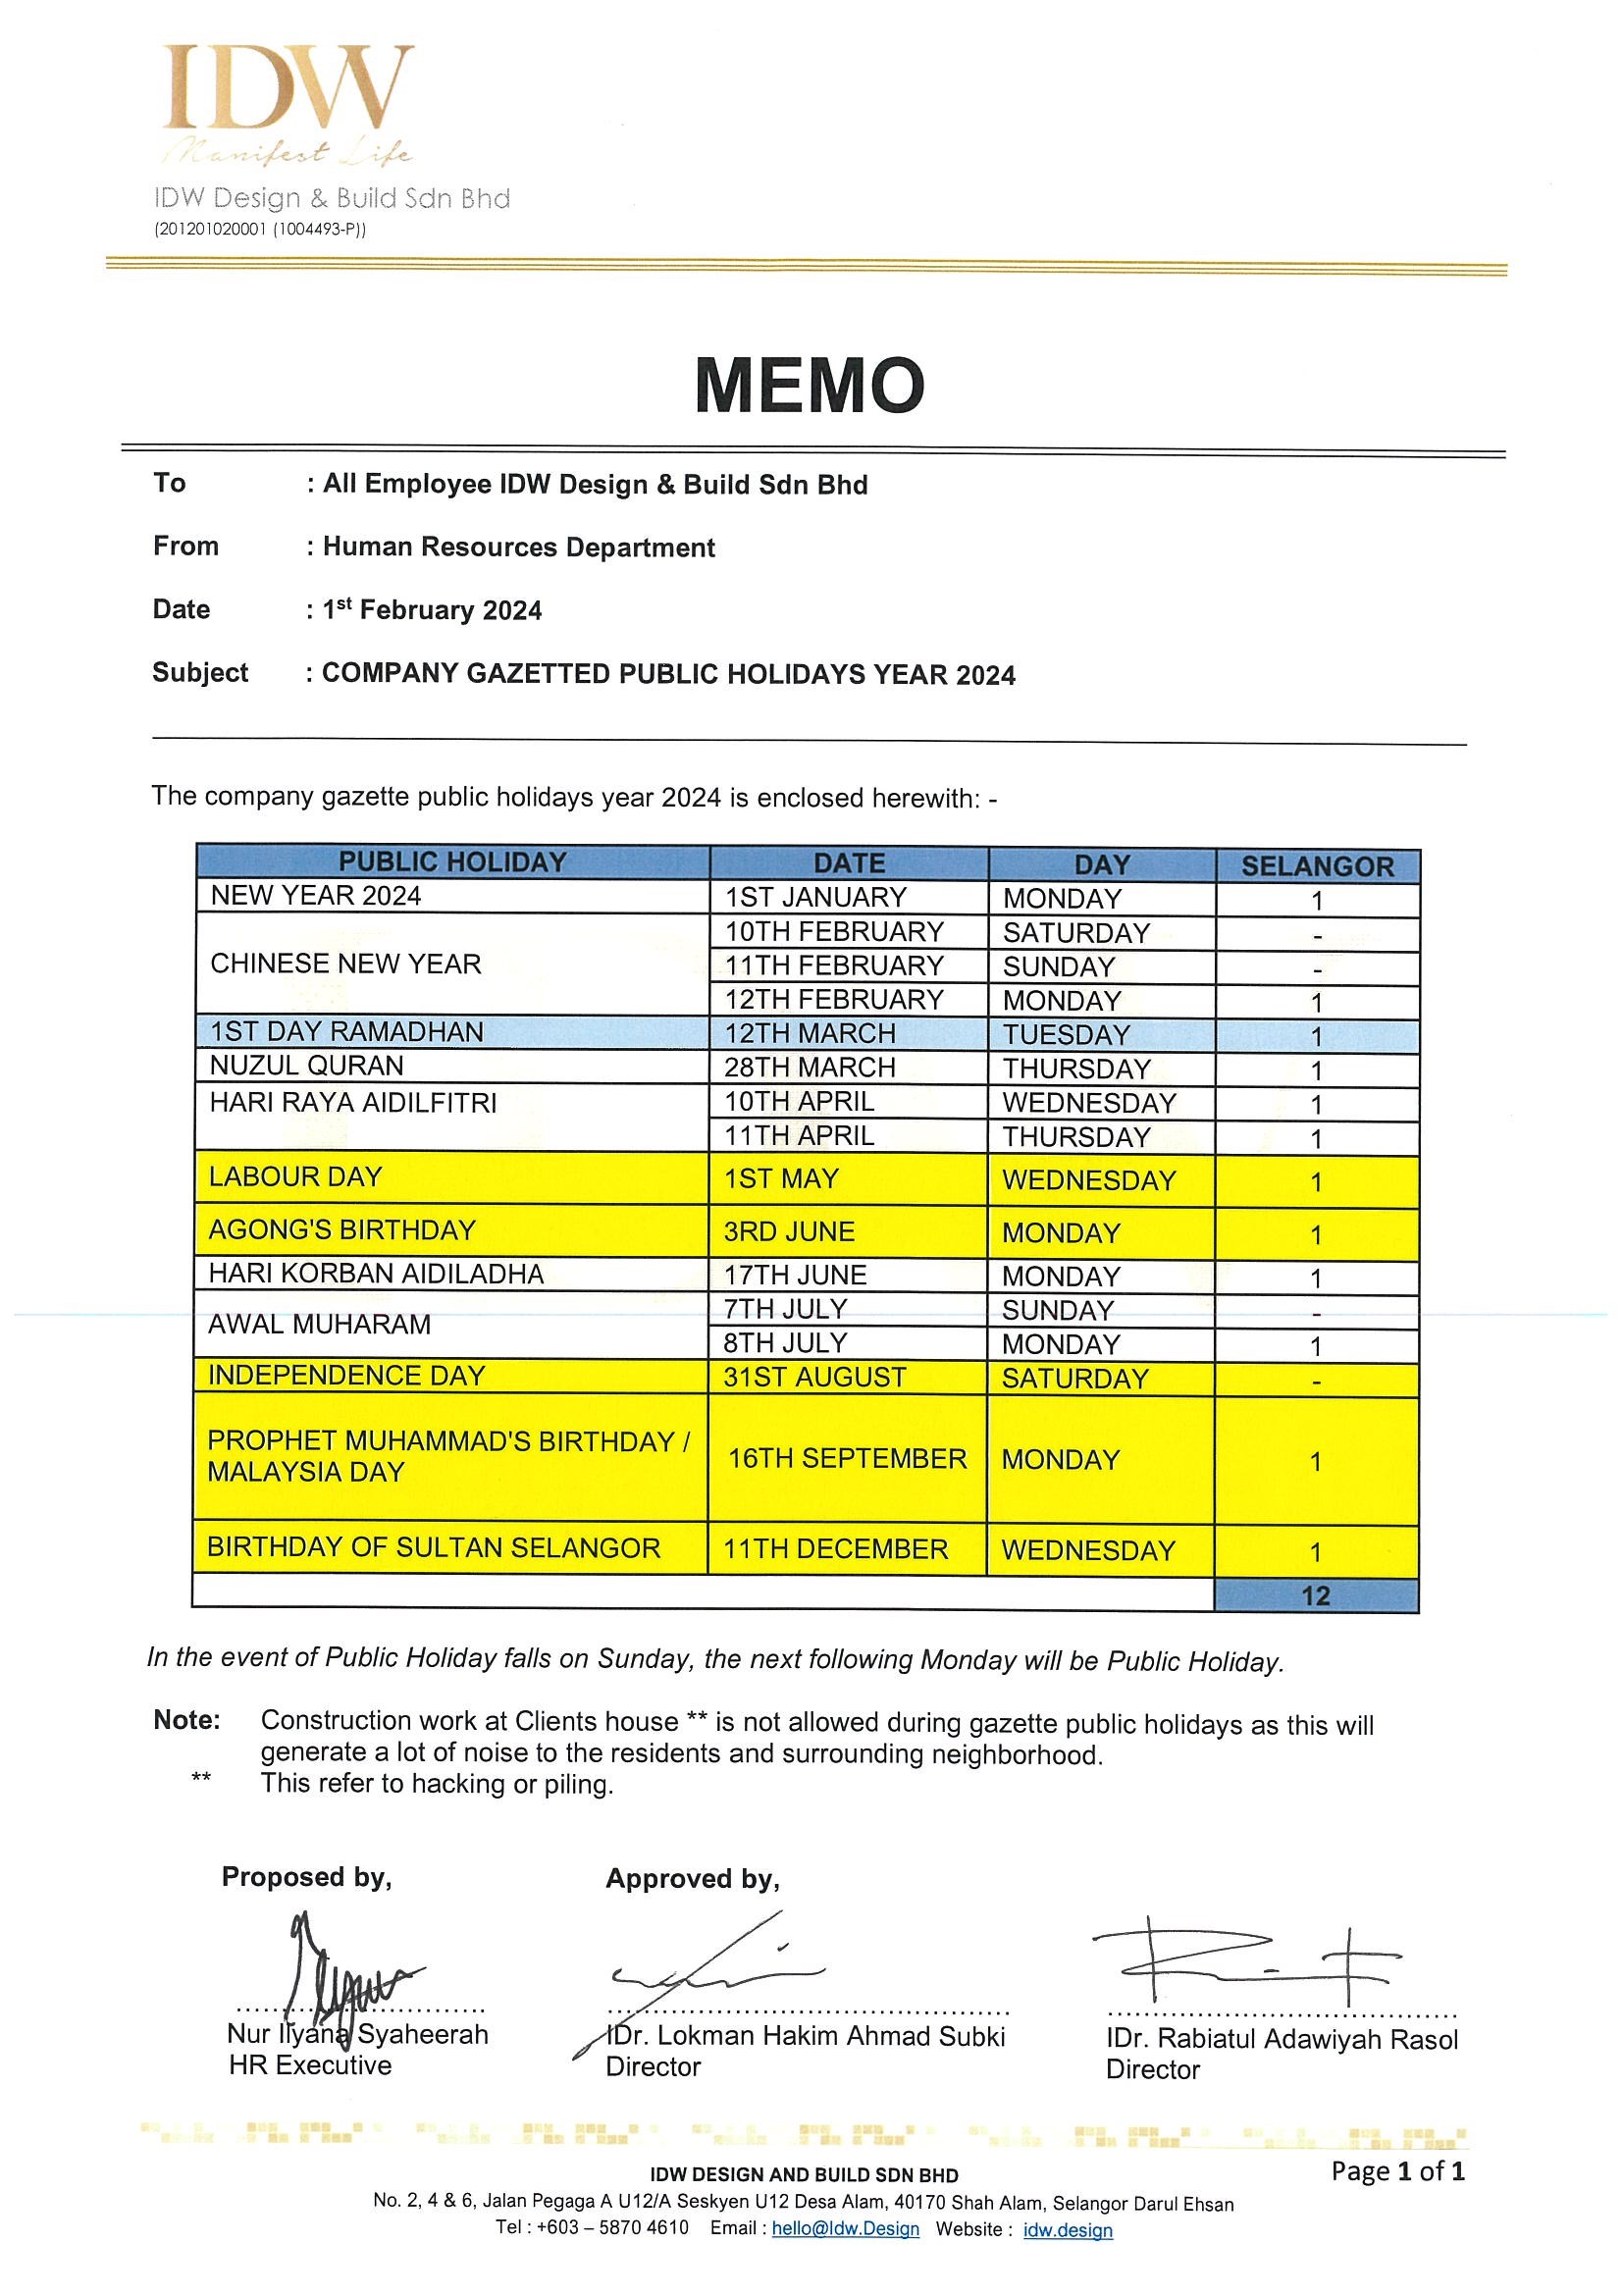 IDW
Manifest Life
IDW Design & Build Sdn Bhd
(201201020001 (1004493-P))
MEMO
To : All Employee IDW Design & Build Sdn Bhd
From : Human Resources Department
Date : 1st February 2024
Subject : COMPANY GAZETTED PUBLIC HOLIDAYS YEAR 2024
The company gazette public holidays year 2024 is enclosed herewith: -
PUBLIC HOLIDAY DATE DAY SELANGOR
NEW YEAR 2024 1ST JANUARY MONDAY 1
CHINESE NEW YEAR 10TH FEBRUARY SATURDAY -
11TH FEBRUARY SUNDAY -
12TH FEBRUARY MONDAY 1
1ST DAY RAMADHAN 12TH MARCH TUESDAY 1
NUZUL QURAN 28TH MARCH THURSDAY 1
HARI RAYA AIDILFITRI 10TH APRIL WEDNESDAY 1
11TH APRIL THURSDAY 1
LABOUR DAY 1ST MAY WEDNESDAY 1
AGONG'S BIRTHDAY 3RD JUNE MONDAY 1
HARI KORBAN AIDILADHA 17TH JUNE MONDAY 1
AWAL MUHARAM 7TH JULY SUNDAY -
8TH JULY MONDAY 1
INDEPENDENCE DAY 31ST AUGUST SATURDAY -
PROPHET MUHAMMAD'S BIRTHDAY /
MALAYSIA DAY 16TH SEPTEMBER MONDAY 1
BIRTHDAY OF SULTAN SELANGOR 11TH DECEMBER WEDNESDAY 1
12
In the event of Public Holiday falls on Sunday, the next following Monday will be Public Holiday.
Note: Construction work at Clients house ** is not allowed during gazette public holidays as this will
generate a lot of noise to the residents and surrounding neighborhood.
** This refer to hacking or piling.
Proposed by, Approved by,
Nur Ilyana Syaheerah IDr. Lokman Hakim Ahmad Subki IDr. Rabiatul Adawiyah Rasol
HR Executive Director Director
Page 1 of 1
IDW DESIGN AND BUILD SDN BHD
No. 2, 4 & 6, Jalan Pegaga A U12/A Seskyen U12 Desa Alam, 40170 Shah Alam, Selangor Darul Ehsan
Tel : +603 – 5870 4610 Email : hello@Idw.Design Website : idw.design